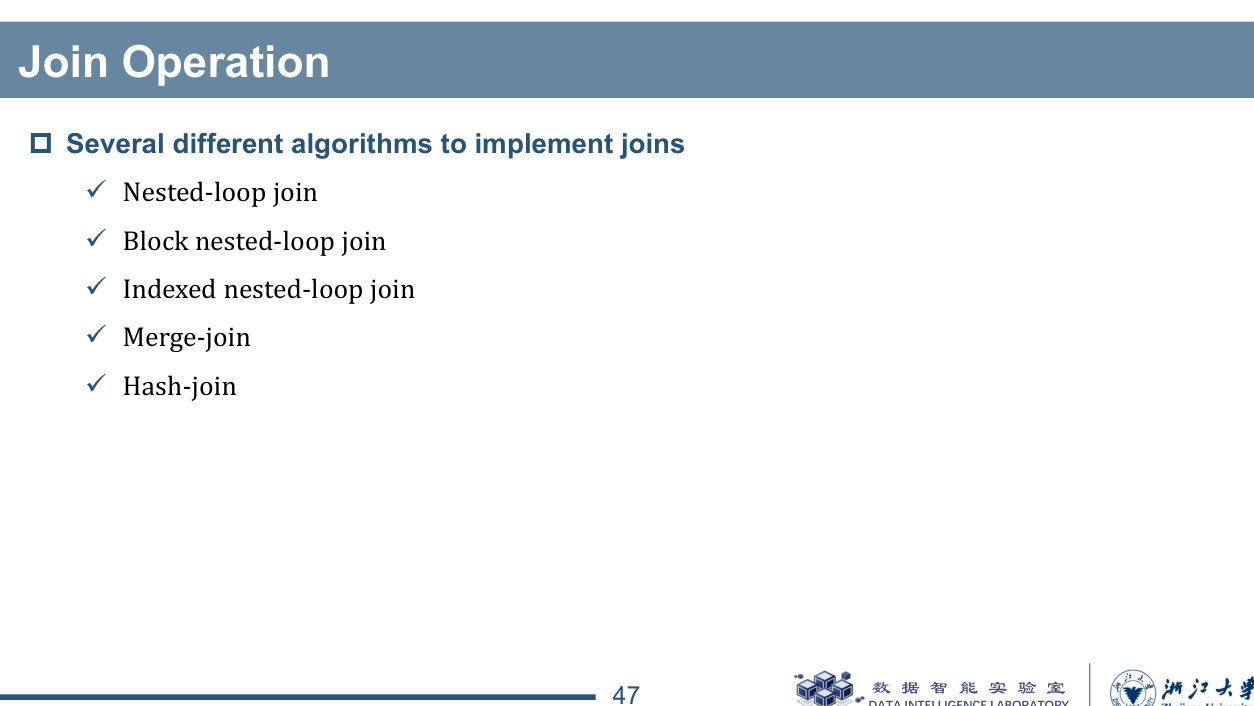 Join Operation
Several different algorithms to implement joins
Nested-loop join
Block nested-loop join
Indexed nested-loop join
Merge-join
Hash-join
47
数据智能实验室
DATA INTELLIGENCE LABORATORY
浙江大学
Zhejiang University